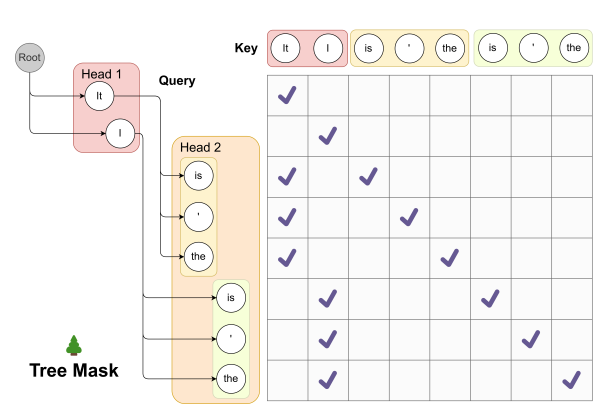 Key It I is ' the is ' the
Root
Head 1
Query
It
I
Head 2
is
'
the
is
'
the
Tree Mask